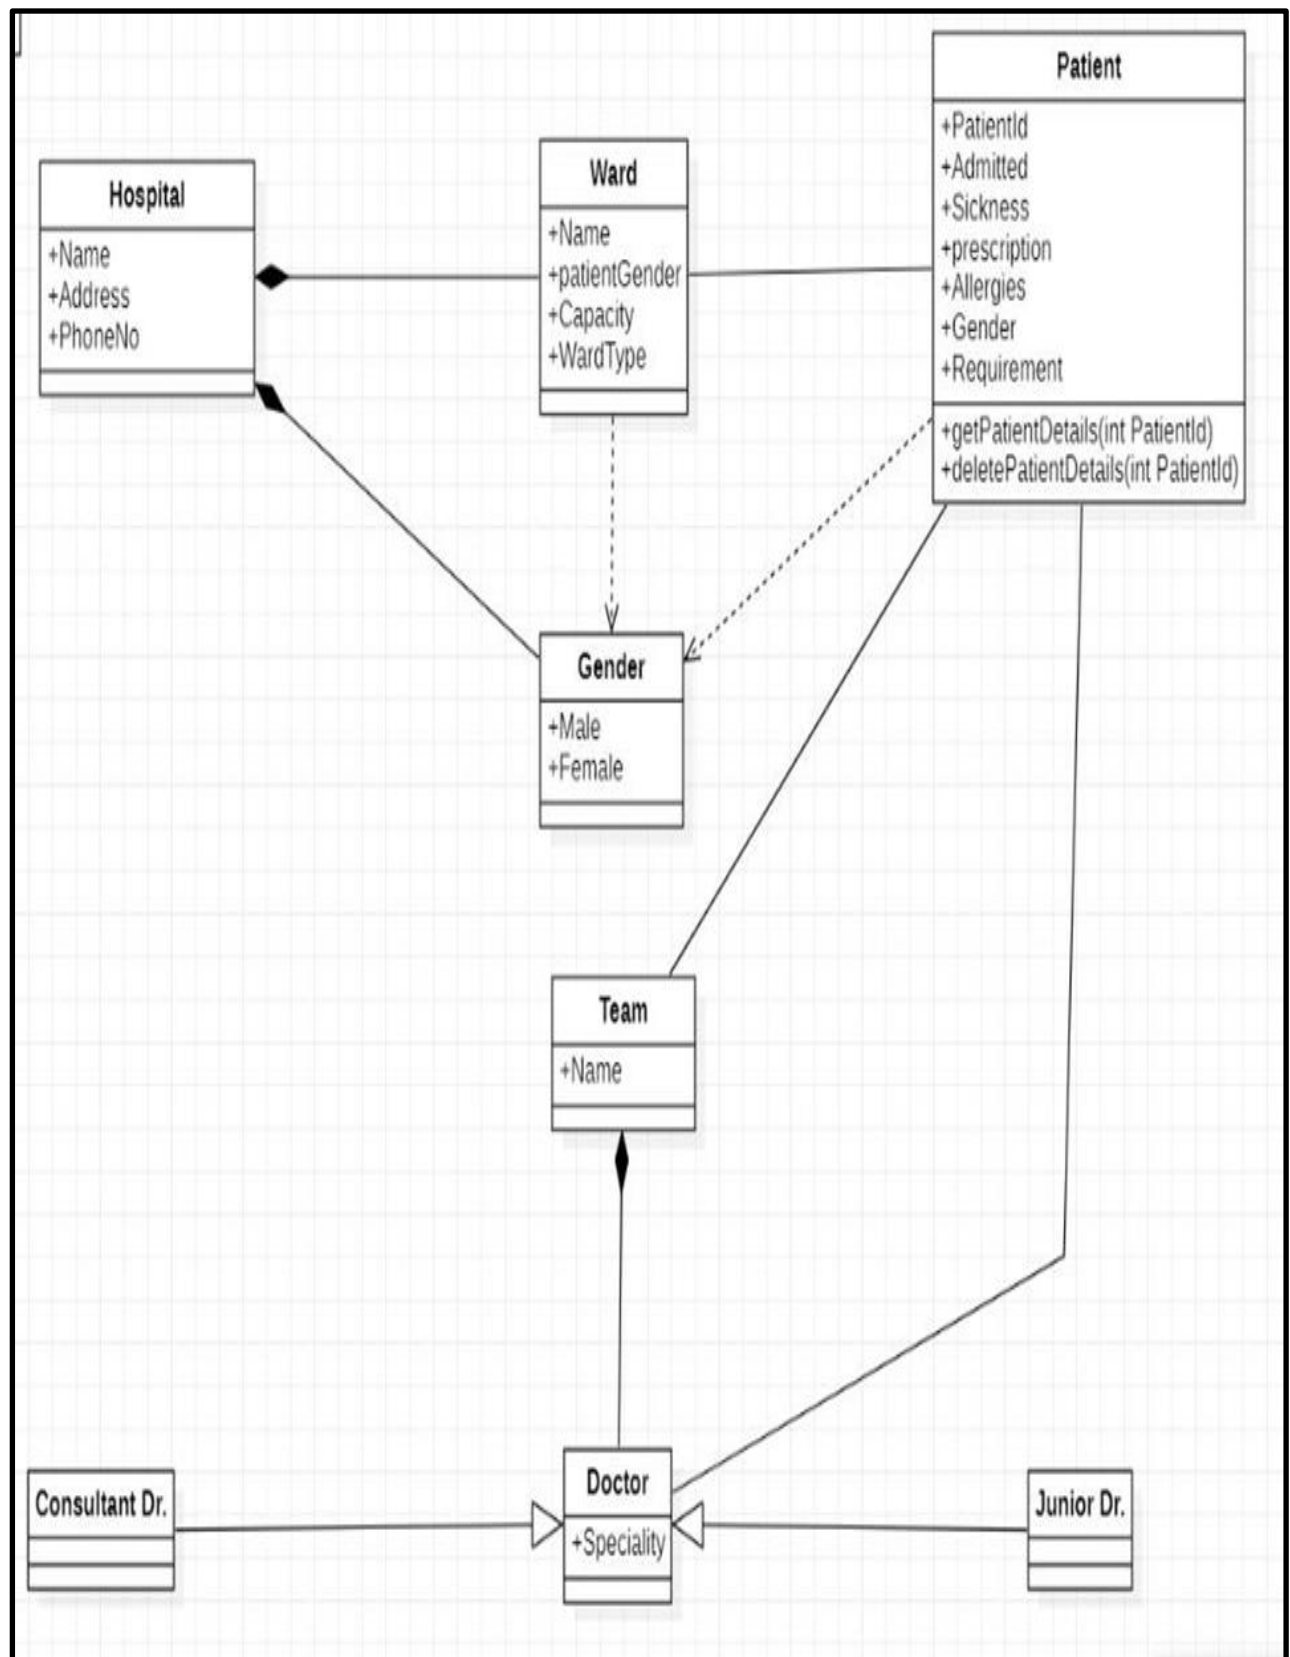 Patient
+PatientId
+Admitted
+Sickness
+prescription
+Allergies
+Gender
+Requirement
+getPatientDetails(int PatientId)
+deletePatientDetails(int PatientId)
Ward
+Name
+patientGender
+Capacity
+WardType
Hospital
+Name
+Address
+PhoneNo
Gender
+Male
+Female
Team
+Name
Doctor
+Speciality
Consultant Dr.
Junior Dr.